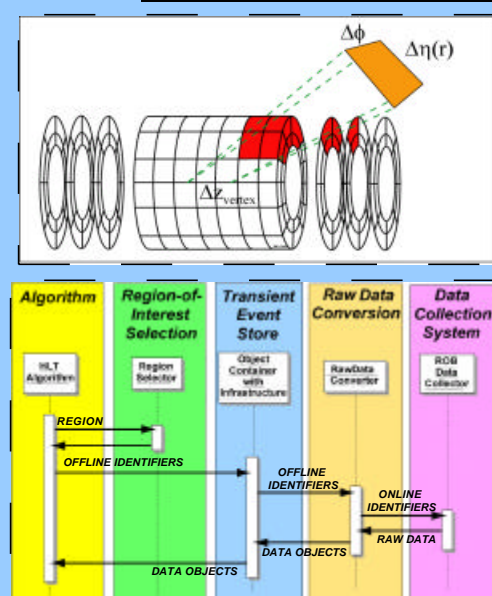 Δϕ
Δη(r)
Δz vertex
Algorithm
Region-of-
Interest
Selection
Transient
Event
Store
Raw Data
Conversion
Data
Collection
System
HLT
Algorithm
Region
Selector
Object
Container
with
Infrastructure
RawData
Converter
ROB
Data
Collector
REGION
OFFLINE IDENTIFIERS
OFFLINE
IDENTIFIERS
ONLINE
IDENTIFIERS
RAW DATA
DATA OBJECTS
DATA OBJECTS